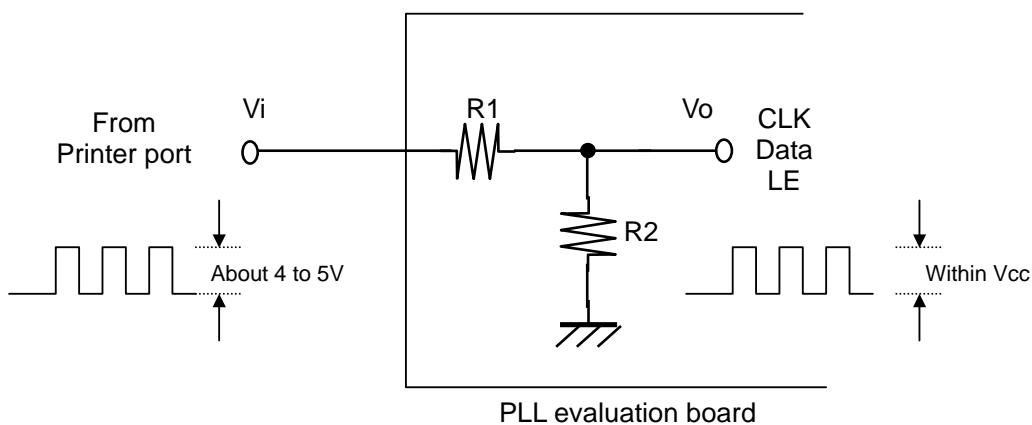 From
Printer port
Vi
R1
Vo
CLK
Data
LE
R2
About 4 to 5V
Within Vcc
PLL evaluation board